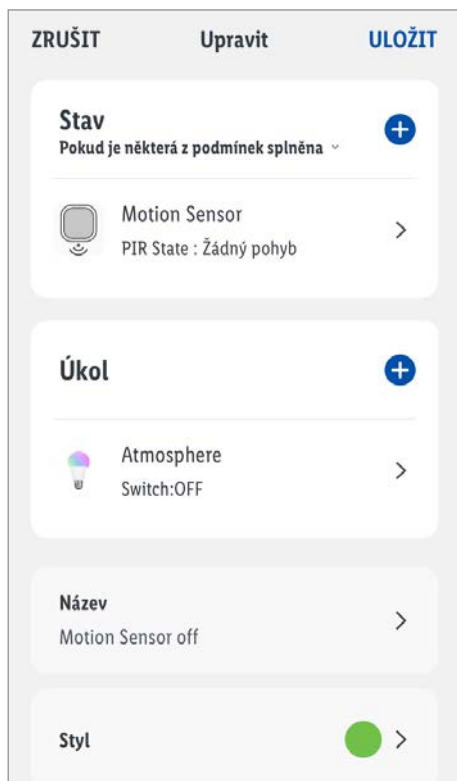 ZRUŠIT Upravit ULOŽIT
Stav
Pokud je některá z podmínek splněna
Motion Sensor
PIR State : Žádný pohyb
Úkol
Atmosphere
Switch:OFF
Název
Motion Sensor off
Styl